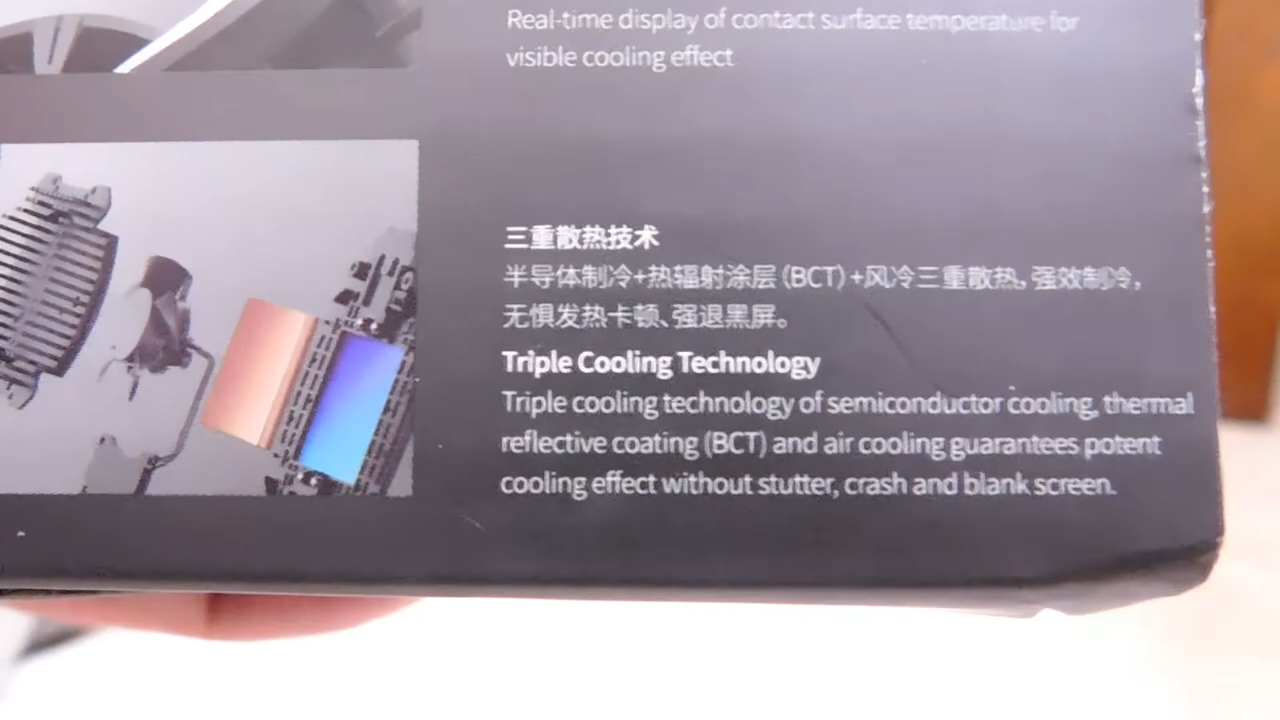 Real-time display of contact surface temperature for
visible cooling effect
三重散热技术
半导体制冷+热辐射涂层(BCT)+风冷三重散热,强效制冷,
无惧发热卡顿、强退黑屏。
Triple Cooling Technology
Triple cooling technology of semiconductor cooling, thermal
reflective coating (BCT) and air cooling guarantees potent
cooling effect without stutter, crash and blank screen.